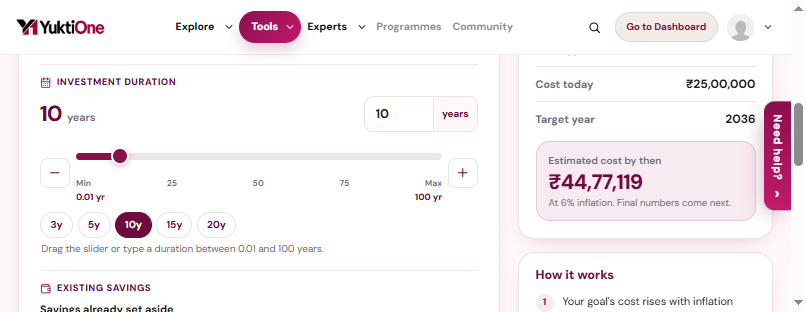 YuktiOne
Explore
Tools
Experts
Programmes
Community
Go to Dashboard
INVESTMENT DURATION
10 years
10
years
−
+
Min
25
50
75
Max
0.01 yr
100 yr
3y
5y
10y
15y
20y
Drag the slider or type a duration between 0.01 and 100 years.
EXISTING SAVINGS
Savings already set aside
Cost today
₹25,00,000
Target year
2036
Estimated cost by then
₹44,77,119
At 6% inflation. Final numbers come next.
How it works
1 Your goal's cost rises with inflation
Need help? ›